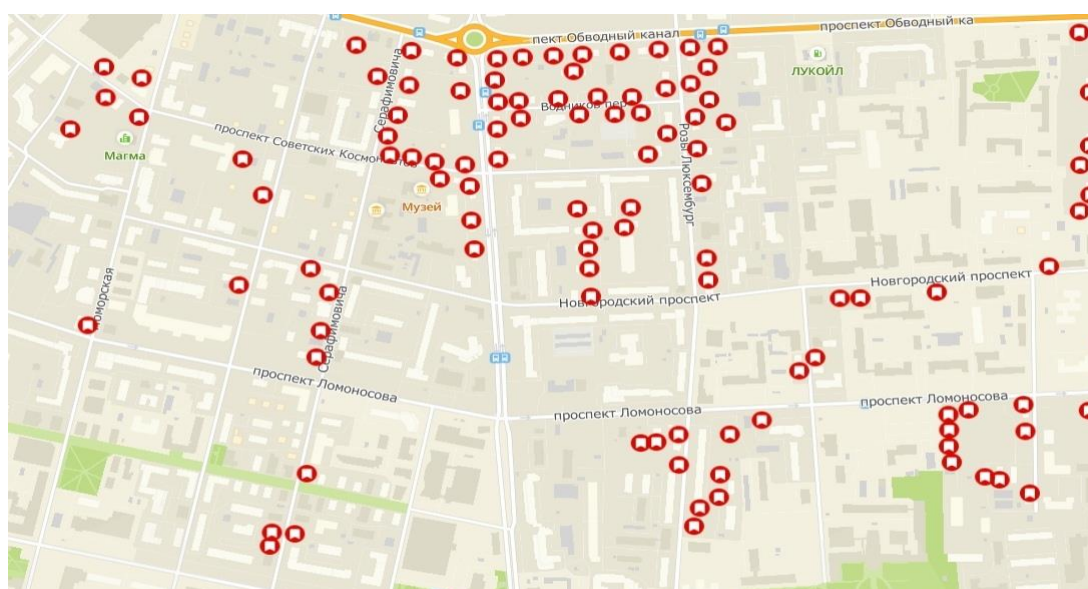 проспект Обводный ка
пект Обводный канал
ЛУКОЙЛ
Серафимовича
Водников пер
проспект Советских Космонавтов
Магма
Розы Люксембург
Музей
Новгородский проспект
Новгородский проспект
оморская
Серафимовича
проспект Ломоносова
проспект Ломоносова
проспект Ломоносова